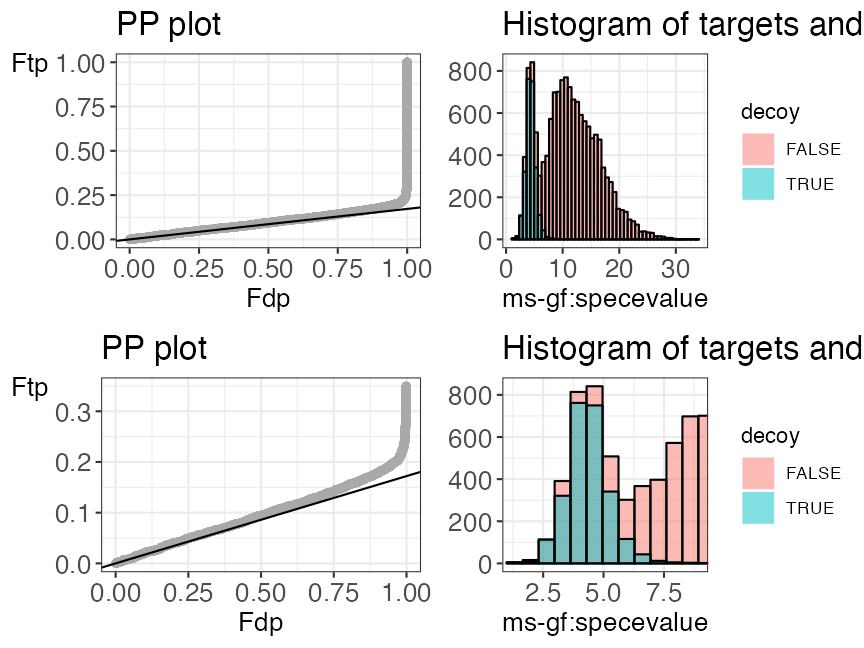 PP plot
Ftp
1.00
0.75
0.50
0.25
0.00
0.00 0.25 0.50 0.75 1.00
Fdp
Histogram of targets and
800
600
400
200
0
0 10 20 30
ms-gf:specevalue
decoy
FALSE
TRUE
PP plot
Ftp
0.3
0.2
0.1
0.0
0.00 0.25 0.50 0.75 1.00
Fdp
Histogram of targets and
800
600
400
200
0
2.5 5.0 7.5
ms-gf:specevalue
decoy
FALSE
TRUE